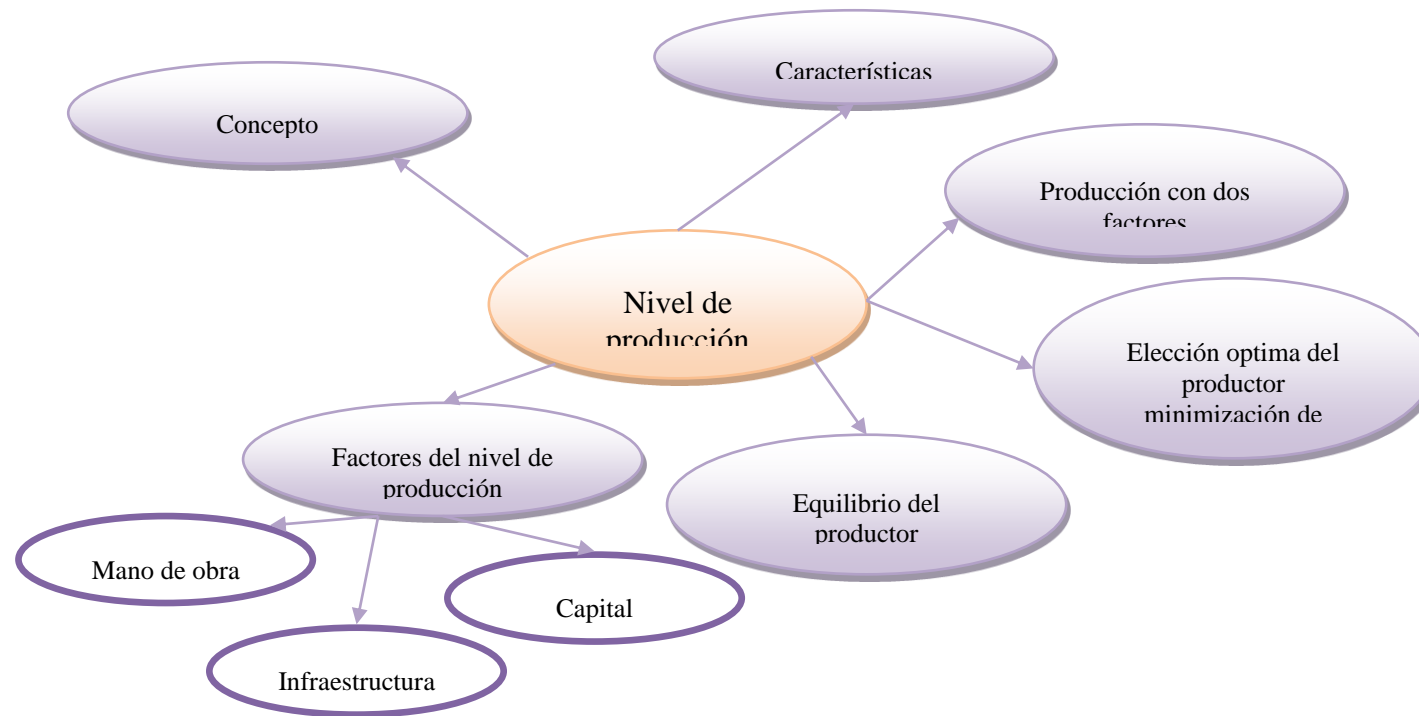 Características
Concepto
Producción con dos
factores
Nivel de
producción
Elección optima del
productor
minimización de
Factores del nivel de
producción
Equilibrio del
productor
Mano de obra
Capital
Infraestructura